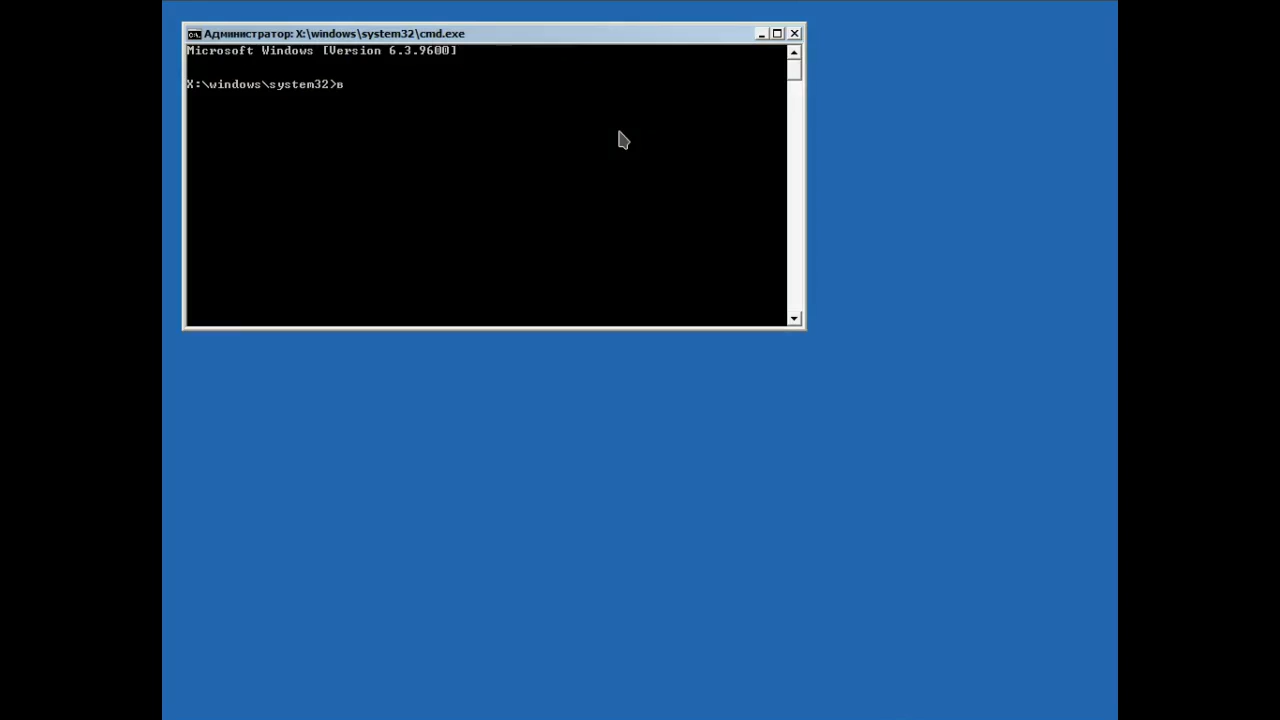 Администратор: X:\windows\system32\cmd.exe
Microsoft Windows [Version 6.3.9600]
X:\windows\system32>в